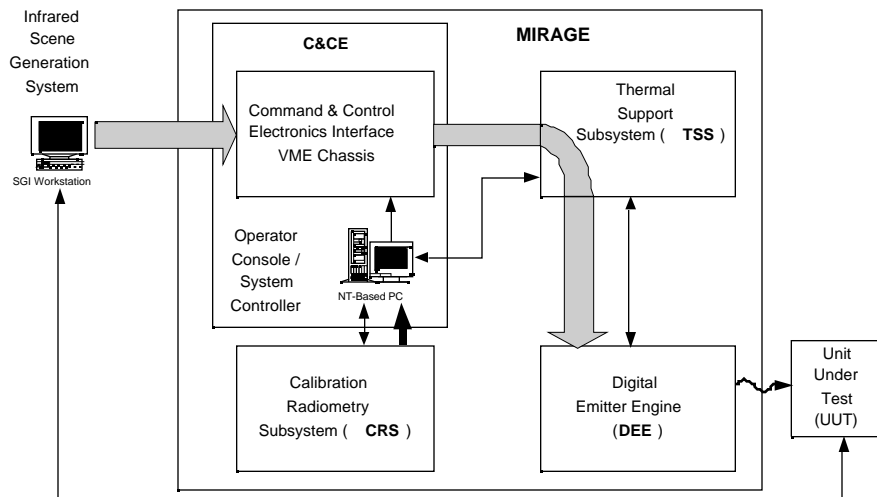 Infrared
Scene
Generation
System
SGI Workstation
MIRAGE
C&CE
Command & Control
Electronics Interface
VME Chassis
Operator
Console /
System
Controller
NT-Based PC
Thermal
Support
Subsystem ( TSS )
Calibration
Radiometry
Subsystem ( CRS )
Digital
Emitter Engine
(DEE )
Unit
Under
Test
(UUT)